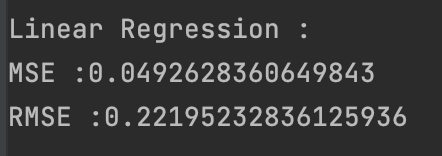 Linear Regression :
MSE :0.0492628360649843
RMSE :0.22195232836125936